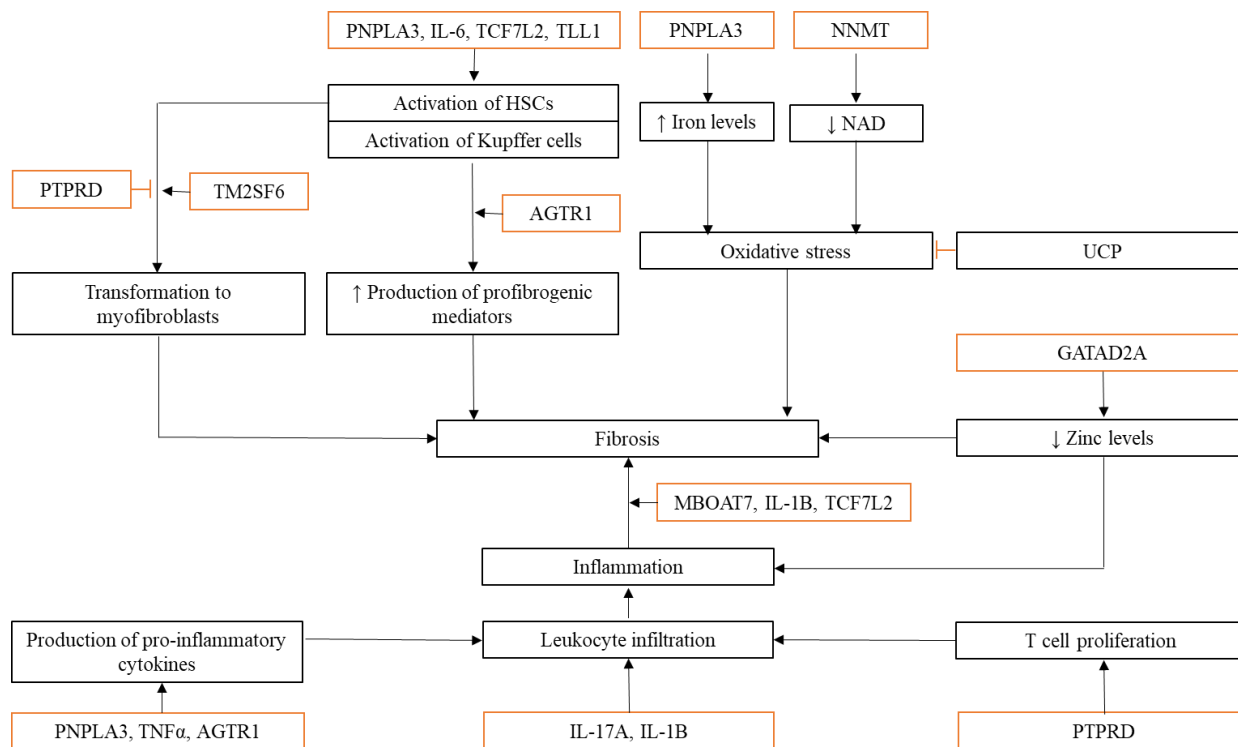 PNPLA3, IL-6, TCF7L2, TLL1
PNPLA3
NNMT
Activation of HSCs
↑ Iron levels
↓ NAD
Activation of Kupffer cells
PTPRD
TM2SF6
AGTR1
Oxidative stress
UCP
Transformation to
myofibroblasts
↑ Production of profibrogenic
mediators
GATAD2A
Fibrosis
↓ Zinc levels
MBOAT7, IL-1B, TCF7L2
Inflammation
Production of pro-inflammatory
cytokines
Leukocyte infiltration
T cell proliferation
PNPLA3, TNFα, AGTR1
IL-17A, IL-1B
PTPRD